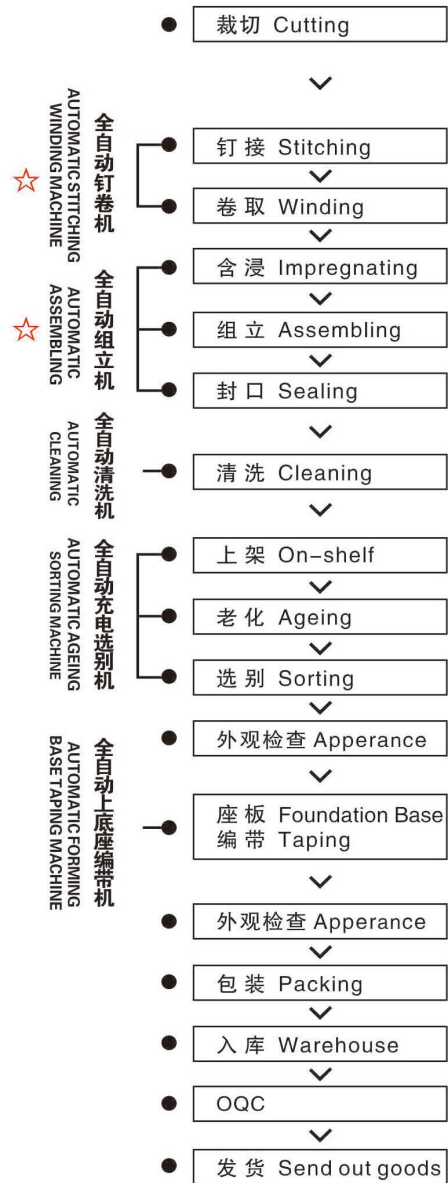 裁切 Cutting
全自动钉卷机
AUTOMATIC STITCHING
WINDING MACHINE
钉接 Stitching
卷取 Winding
全自动组立机
AUTOMATIC
ASSEMBLING
含浸 Impregnating
组立 Assembling
封口 Sealing
全自动清洗机
AUTOMATIC
CLEANING
清洗 Cleaning
全自动充电选别机
AUTOMATIC AGEING
SORTING MACHINE
上架 On-shelf
老化 Ageing
选别 Sorting
外观检查 Apperance
全自动上底座编带机
AUTOMATIC FORMING
BASE TAPING MACHINE
座板 Foundation Base
编带 Taping
外观检查 Apperance
包装 Packing
入库 Warehouse
OQC
发货 Send out goods